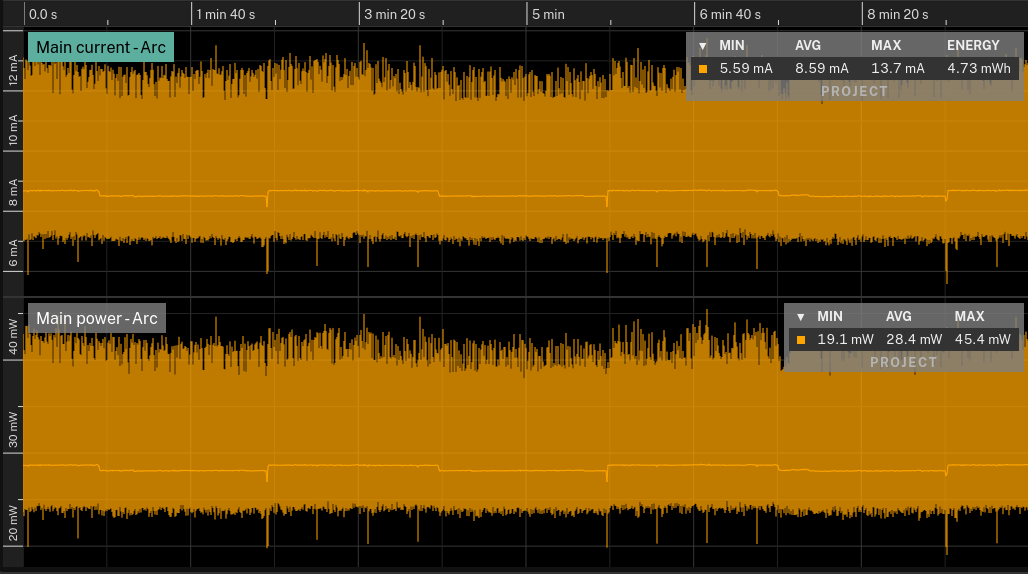 0.0 s 1 min 40 s 3 min 20 s 5 min 6 min 40 s 8 min 20 s
Main current - Arc
▼ MIN AVG MAX ENERGY
5.59 mA 8.59 mA 13.7 mA 4.73 mWh
PROJECT
12 mA
10 mA
8 mA
6 mA
Main power - Arc
▼ MIN AVG MAX
19.1 mW 28.4 mW 45.4 mW
PROJECT
40 mW
30 mW
20 mW